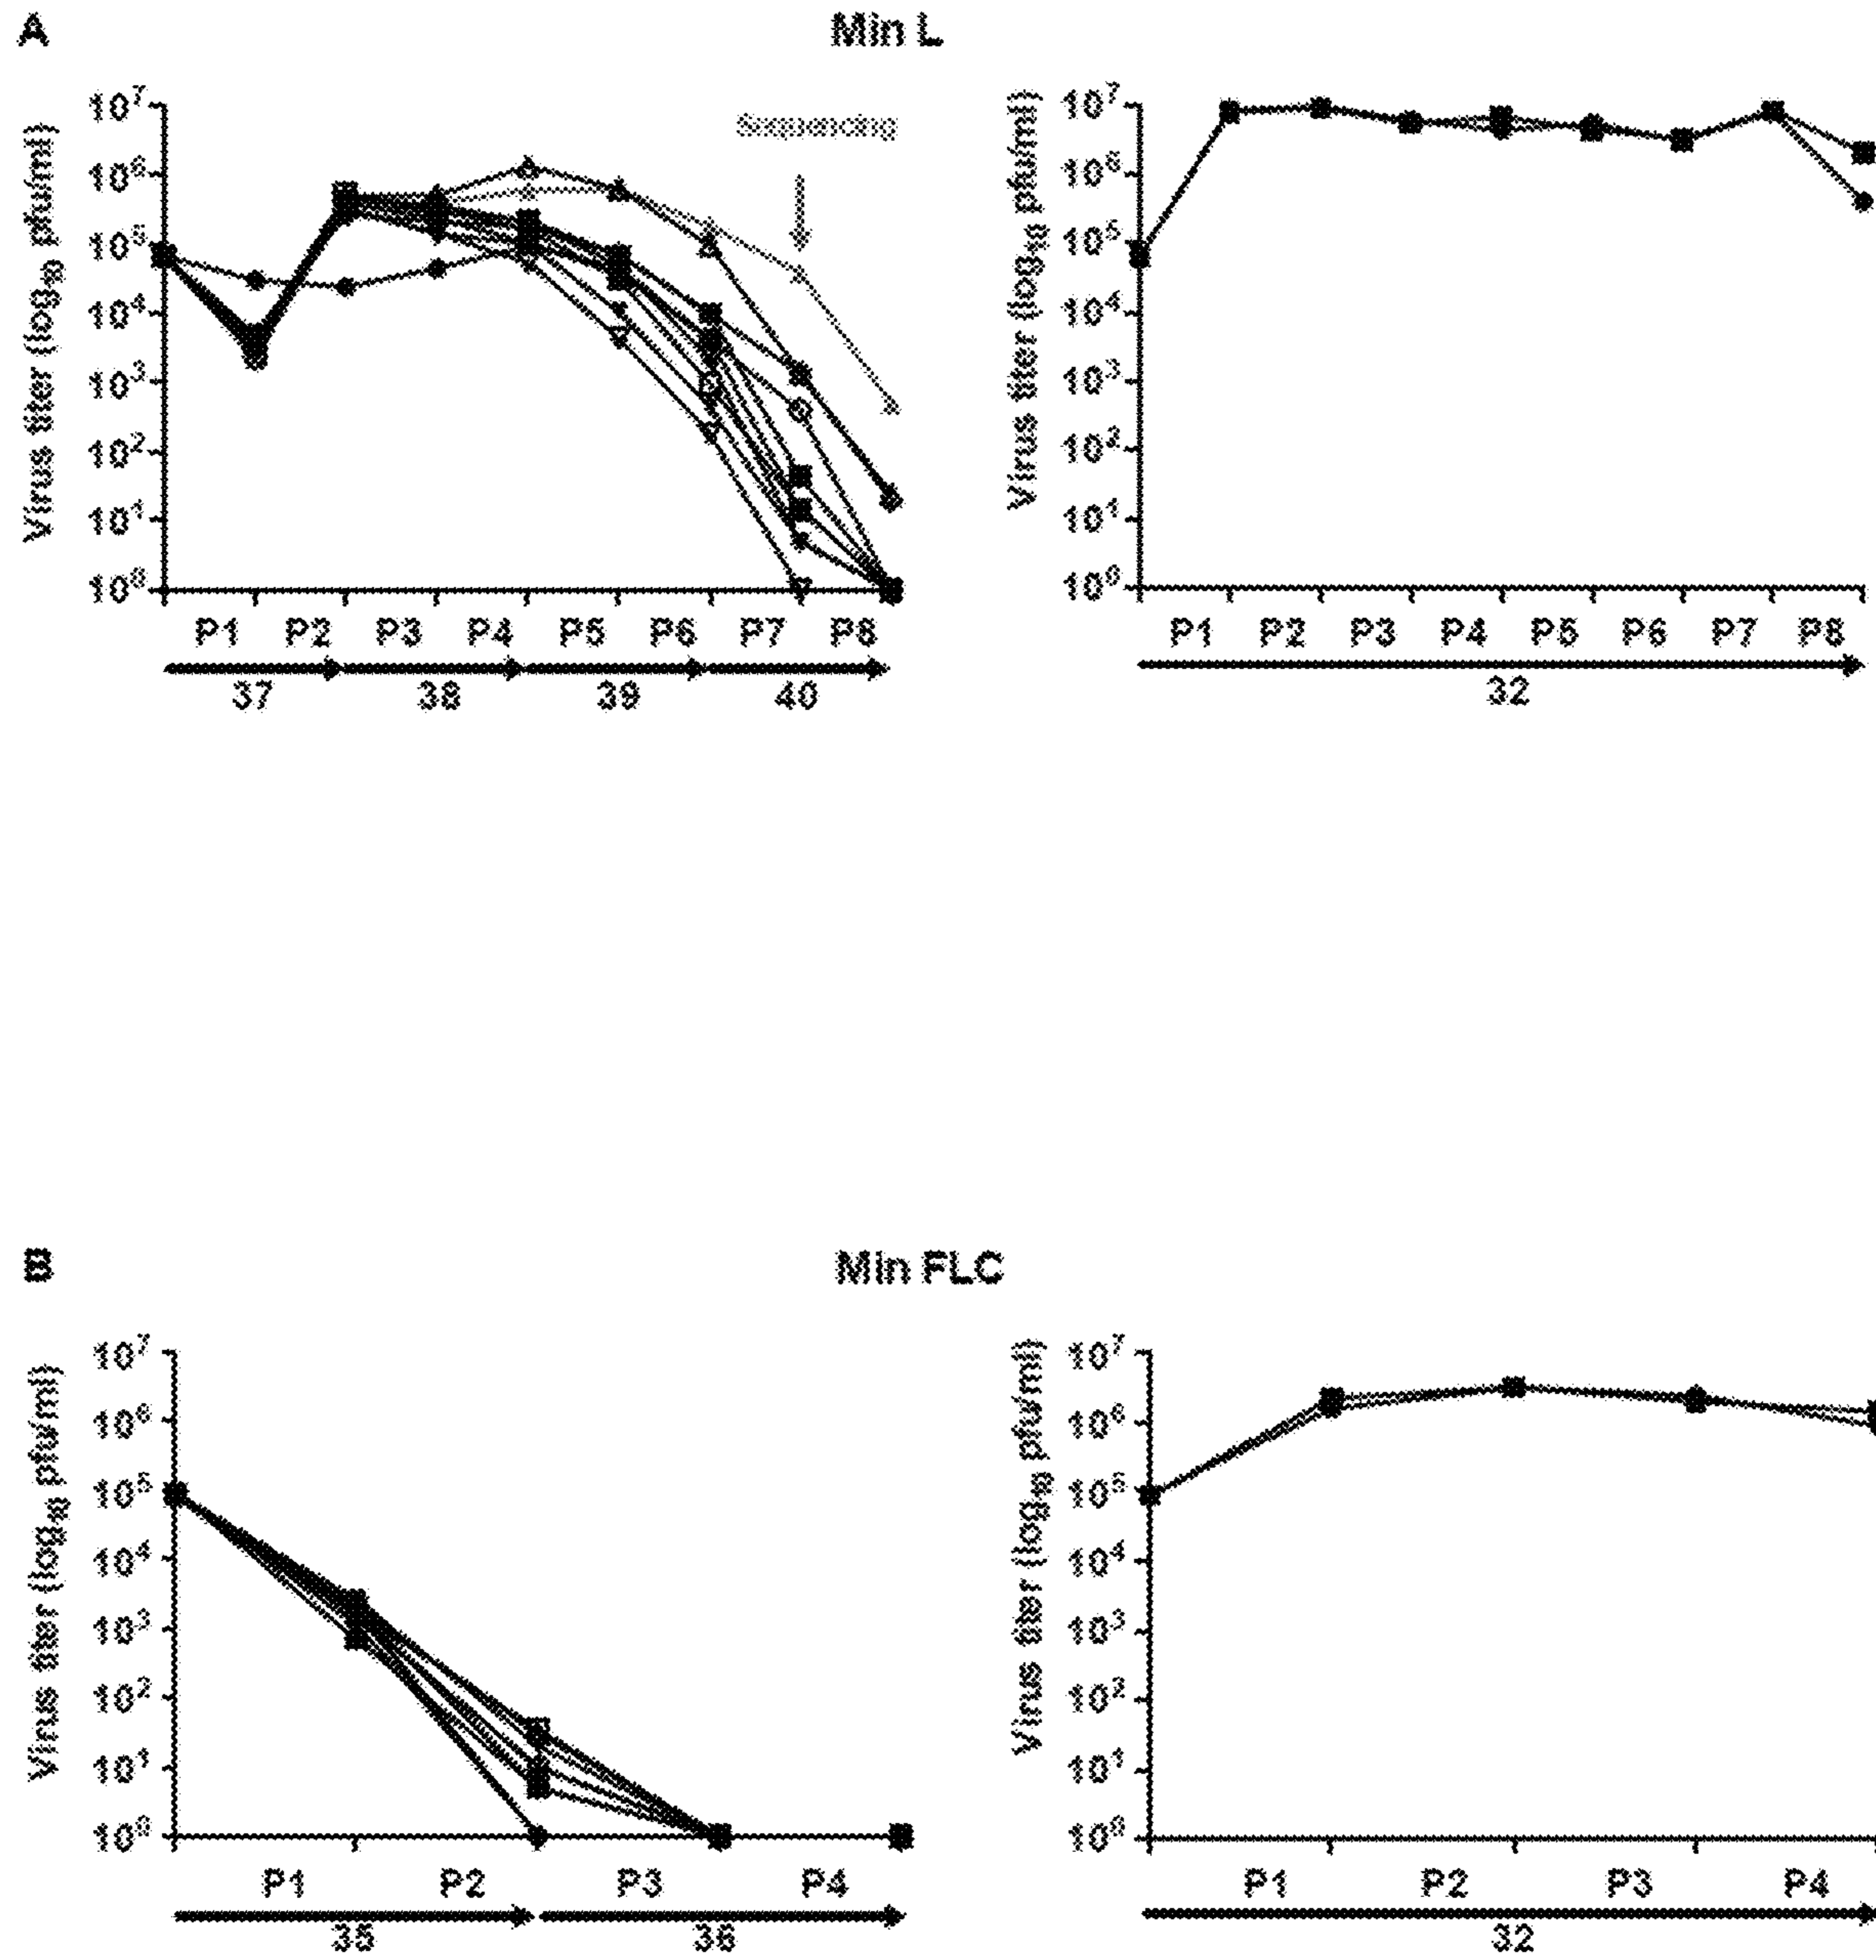 A
Min L
Virus titer (log₁₀ pfu/ml)
10⁷
10⁶
10⁵
10⁴
10³
10²
10¹
10⁰
Sequencing
P1 P2 P3 P4 P5 P6 P7 P8
37 38 39 40
Virus titer (log₁₀ pfu/ml)
10⁷
10⁶
10⁵
10⁴
10³
10²
10¹
10⁰
P1 P2 P3 P4 P5 P6 P7 P8
32
B
Min FLC
Virus titer (log₁₀ pfu/ml)
10⁷
10⁶
10⁵
10⁴
10³
10²
10¹
10⁰
P1 P2 P3 P4
35 36
Virus titer (log₁₀ pfu/ml)
10⁷
10⁶
10⁵
10⁴
10³
10²
10¹
10⁰
P1 P2 P3 P4
32